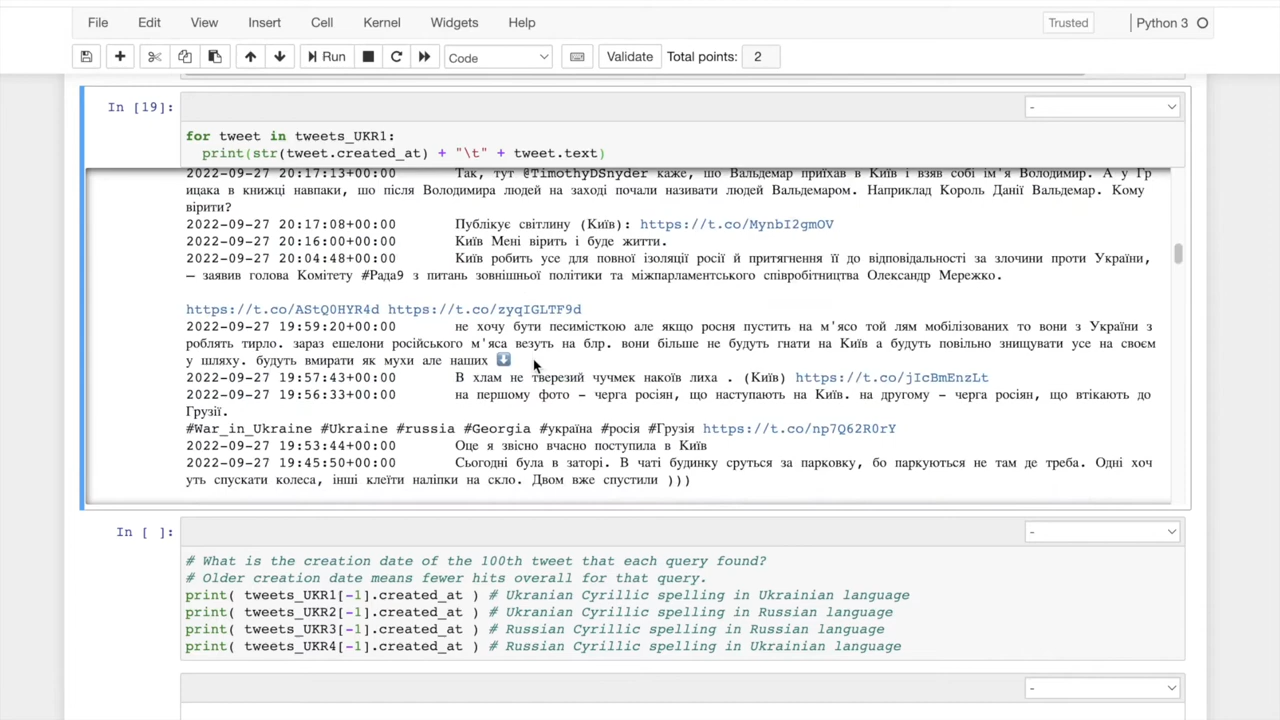 File Edit View Insert Cell Kernel Widgets Help Trusted Python 3
Run Code Validate Total points: 2
In [19]: -
for tweet in tweets_UKR1:
print(str(tweet.created_at) + "\t" + tweet.text)
2022-09-27 20:17:13+00:00 Так, тут @TimothyDSnyder каже, шо Вальдемар приїхав в Київ і взяв собі ім'я Володимир. А у Гр
ицака в книжці навпаки, шо після Володимира людей на заході почали називати людей Вальдемаром. Наприклад Король Данії Вальдемар. Кому
вірити?
2022-09-27 20:17:08+00:00 Публікує світлину (Київ): https://t.co/MynbI2gmOV
2022-09-27 20:16:00+00:00 Київ Мені вірить і буде життя.
2022-09-27 20:04:48+00:00 Київ робить усе для повної ізоляції росії й притягнення її до відповідальності за злочини проти України,
— заявив голова Комітету #Рада9 з питань зовнішньої політики та міжпарламентського співробітництва Олександр Мережко.
https://t.co/AStQ0HYR4d https://t.co/zyqIGLTF9d
2022-09-27 19:59:20+00:00 не хочу бути песимісткою але якщо росня пустить на м'ясо той лям мобілізованих то вони з України з
роблять тирло. зараз ешелони російського м'яса везуть на блр. вони більше не будуть гнати на Київ а будуть повільно знищувати усе на своєм
у шляху. будуть вмирати як мухи але наших ⬇️
2022-09-27 19:57:43+00:00 В хлам не тверезий чучмек накоїв лиха . (Київ) https://t.co/jIcBmEnzLt
2022-09-27 19:56:33+00:00 на першому фото – черга росіян, що наступають на Київ. на другому – черга росіян, що втікають до
Грузії.
#War_in_Ukraine #Ukraine #russia #Georgia #україна #росія #Грузія https://t.co/np7Q62R0rY
2022-09-27 19:53:44+00:00 Оце я звісно вчасно поступила в Київ
2022-09-27 19:45:50+00:00 Сьогодні була в заторі. В чаті будинку сруться за парковку, бо паркуються не там де треба. Одні хоч
уть спускати колеса, інші клеїти наліпки на скло. Двом вже спустили )))
In [ ]: -
# What is the creation date of the 100th tweet that each query found?
# Older creation date means fewer hits overall for that query.
print( tweets_UKR1[-1].created_at ) # Ukranian Cyrillic spelling in Ukrainian language
print( tweets_UKR2[-1].created_at ) # Ukranian Cyrillic spelling in Russian language
print( tweets_UKR3[-1].created_at ) # Russian Cyrillic spelling in Russian language
print( tweets_UKR4[-1].created_at ) # Russian Cyrillic spelling in Ukrainian language
-